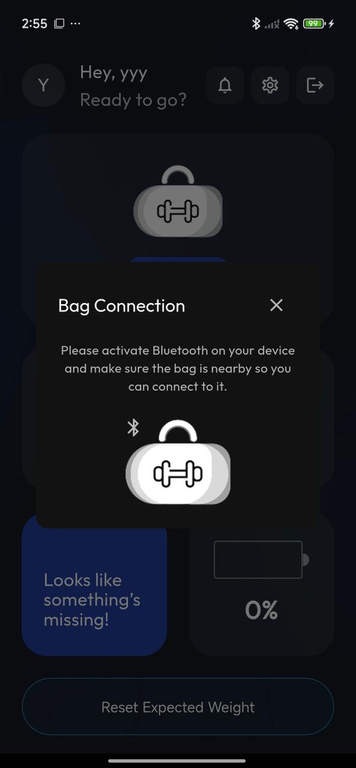 2:55
99
Y
Hey, yyy
Ready to go?
Bag Connection
Please activate Bluetooth on your device
and make sure the bag is nearby so you
can connect to it.
Looks like
something's
missing!
0%
Reset Expected Weight